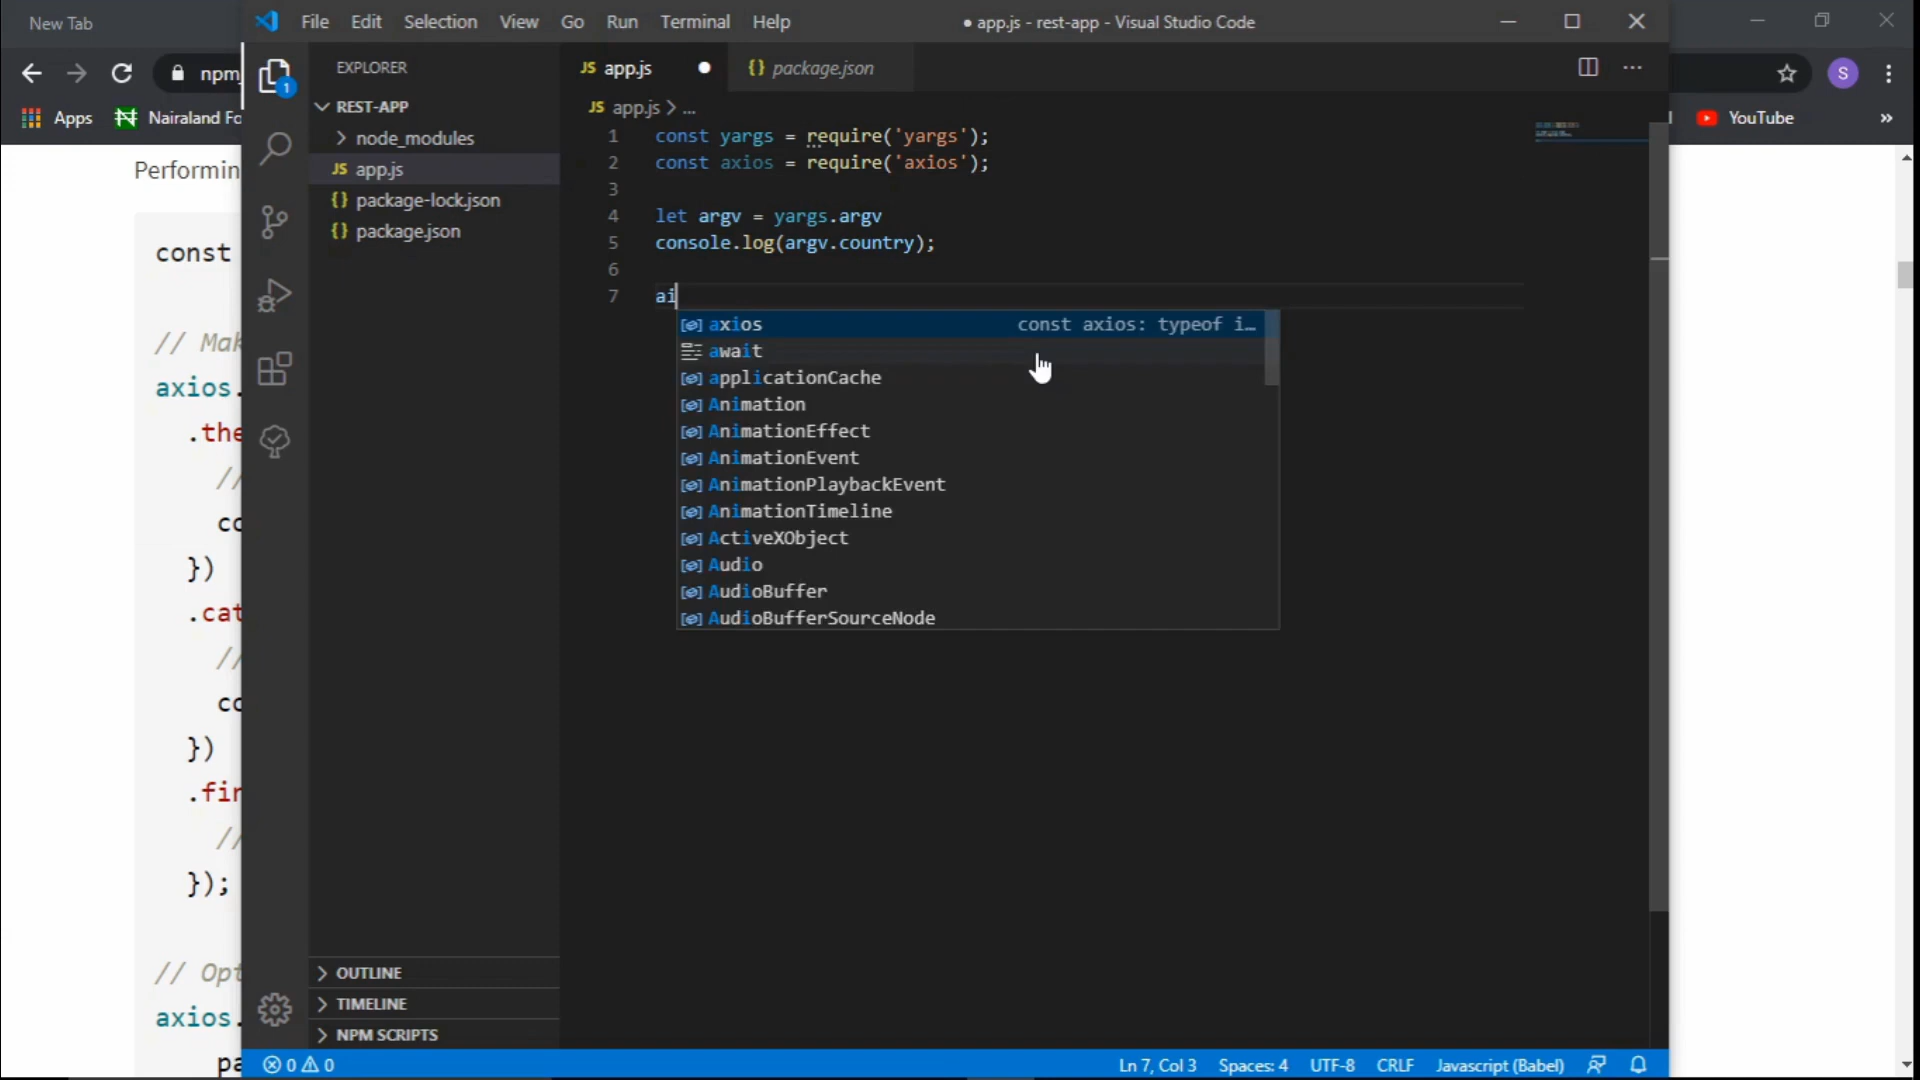 New Tab
File Edit Selection View Go Run Terminal Help
● app.js - rest-app - Visual Studio Code
EXPLORER
JS app.js ●
{} package.json
npm
S
Apps
Nairaland Fo
YouTube
»
1
REST-APP
node_modules
JS app.js
{} package-lock.json
{} package.json
JS app.js > ...
1 const yargs = require('yargs');
2 const axios = require('axios');
3
4 let argv = yargs.argv
5 console.log(argv.country);
6
7 ai
axios const axios: typeof i…
await
applicationCache
Animation
AnimationEffect
AnimationEvent
AnimationPlaybackEvent
AnimationTimeline
ActiveXObject
Audio
AudioBuffer
AudioBufferSourceNode
Performin
const
// Mak
axios.
.the
//
co
})
.cat
//
co
})
.fin
//
});
// Opt
axios.
pa
OUTLINE
TIMELINE
NPM SCRIPTS
0 0
Ln 7, Col 3 Spaces: 4 UTF-8 CRLF Javascript (Babel)